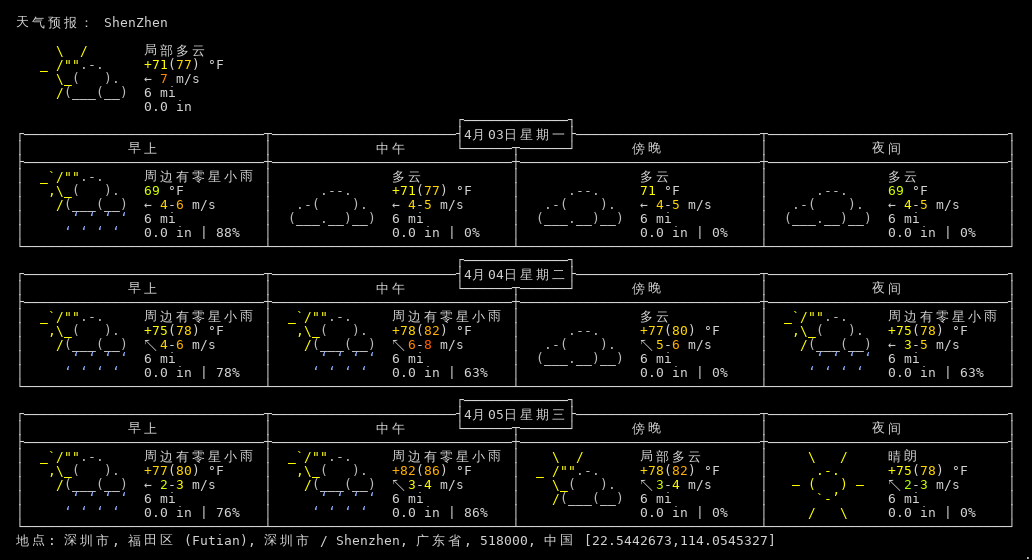 天气预报： ShenZhen
局部多云
+71(77) °F
← 7 m/s
6 mi
0.0 in
4月03日星期一
早上 中午 傍晚 夜间
周边有零星小雨 多云 多云 多云
69 °F +71(77) °F 71 °F 69 °F
← 4-6 m/s ← 4-5 m/s ← 4-5 m/s ← 4-5 m/s
6 mi 6 mi 6 mi 6 mi
0.0 in | 88% 0.0 in | 0% 0.0 in | 0% 0.0 in | 0%
4月04日星期二
早上 中午 傍晚 夜间
周边有零星小雨 周边有零星小雨 多云 周边有零星小雨
+75(78) °F +78(82) °F +77(80) °F +75(78) °F
↖ 4-6 m/s ↖ 6-8 m/s ↖ 5-6 m/s ← 3-5 m/s
6 mi 6 mi 6 mi 6 mi
0.0 in | 78% 0.0 in | 63% 0.0 in | 0% 0.0 in | 63%
4月05日星期三
早上 中午 傍晚 夜间
周边有零星小雨 周边有零星小雨 局部多云 晴朗
+77(80) °F +82(86) °F +78(82) °F +75(78) °F
← 2-3 m/s ↖ 3-4 m/s ↖ 3-4 m/s ↖ 2-3 m/s
6 mi 6 mi 6 mi 6 mi
0.0 in | 76% 0.0 in | 86% 0.0 in | 0% 0.0 in | 0%
地点: 深圳市, 福田区 (Futian), 深圳市 / Shenzhen, 广东省, 518000, 中国 [22.5442673,114.0545327]